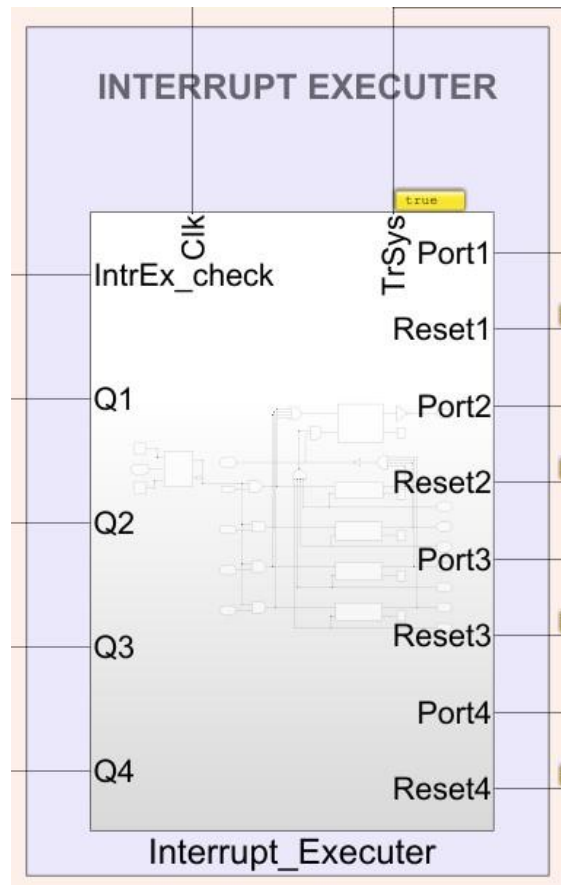 INTERRUPT EXECUTER
true
Clk
TrSys
Port1
IntrEx_check
Reset1
Q1
Port2
Reset2
Q2
Port3
Reset3
Q3
Port4
Q4
Reset4
Interrupt_Executer